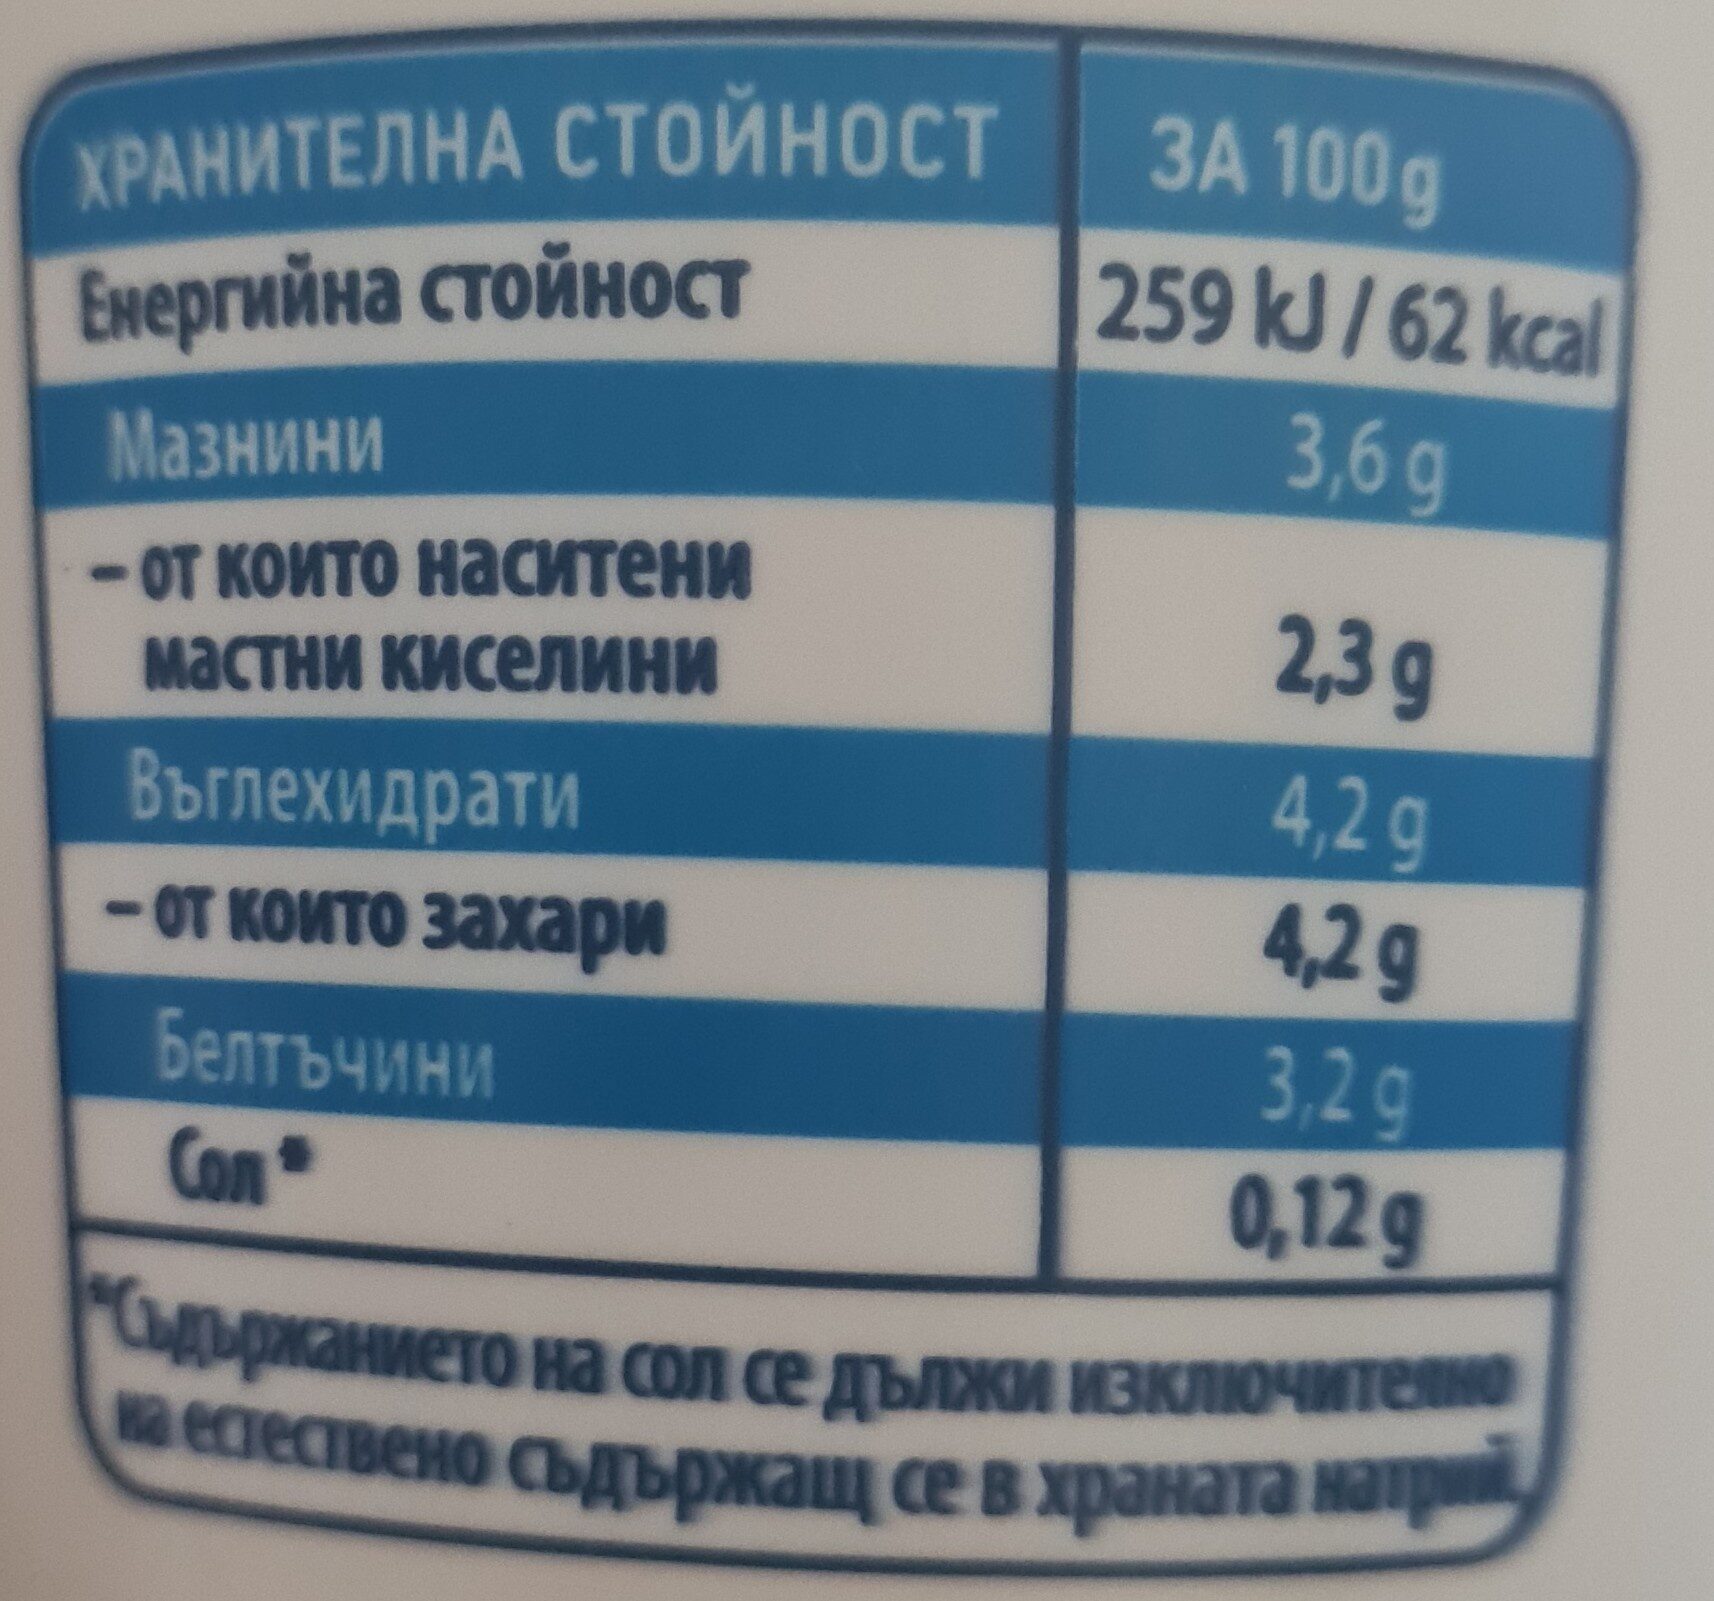 ХРАНИТЕЛНА СТОЙНОСТ ЗА 100 g
Енергийна стойност 259 kJ / 62 kcal
Мазнини 3,6 g
– от които наситени
мастни киселини 2,3 g
Въглехидрати 4,2 g
– от които захари 4,2 g
Белтъчини 3,2 g
Сол* 0,12 g
*Съдържанието на сол се дължи изключително
на естествено съдържащ се в храната натрий.